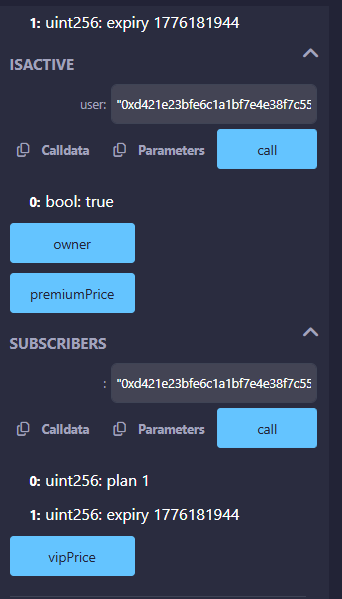 1: uint256: expiry 1776181944
ISACTIVE
user: "0xd421e23bfe6c1a1bf7e4e38f7c55
Calldata Parameters call
0: bool: true
owner
premiumPrice
SUBSCRIBERS
: "0xd421e23bfe6c1a1bf7e4e38f7c55
Calldata Parameters call
0: uint256: plan 1
1: uint256: expiry 1776181944
vipPrice